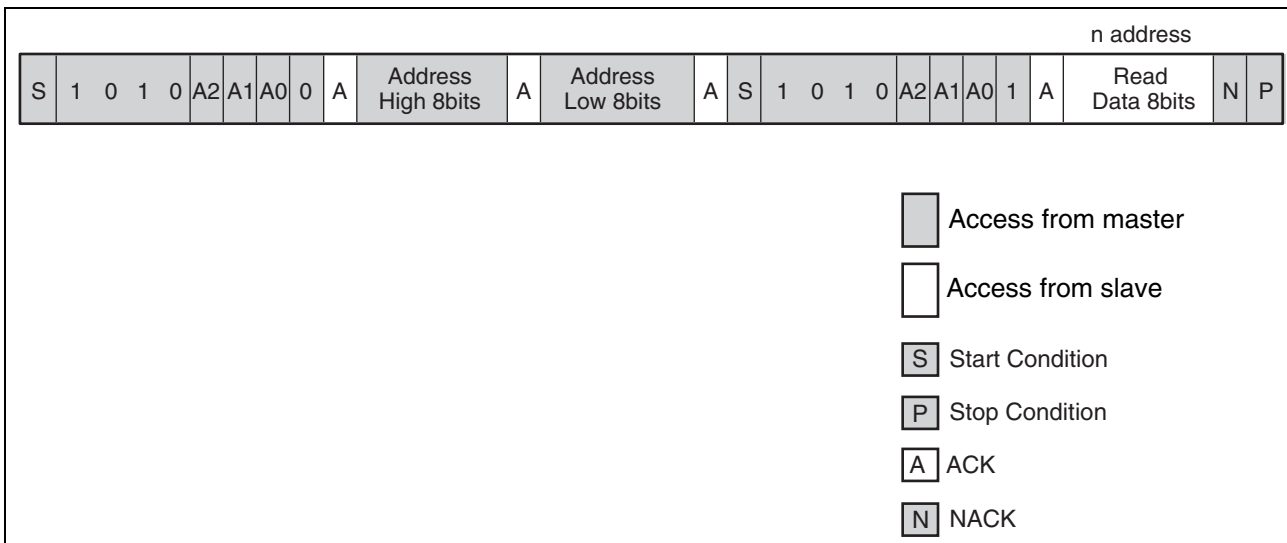 n address
S 1 0 1 0 A2 A1 A0 0 A Address High 8bits A Address Low 8bits A S 1 0 1 0 A2 A1 A0 1 A Read Data 8bits N P
Access from master
Access from slave
S Start Condition
P Stop Condition
A ACK
N NACK